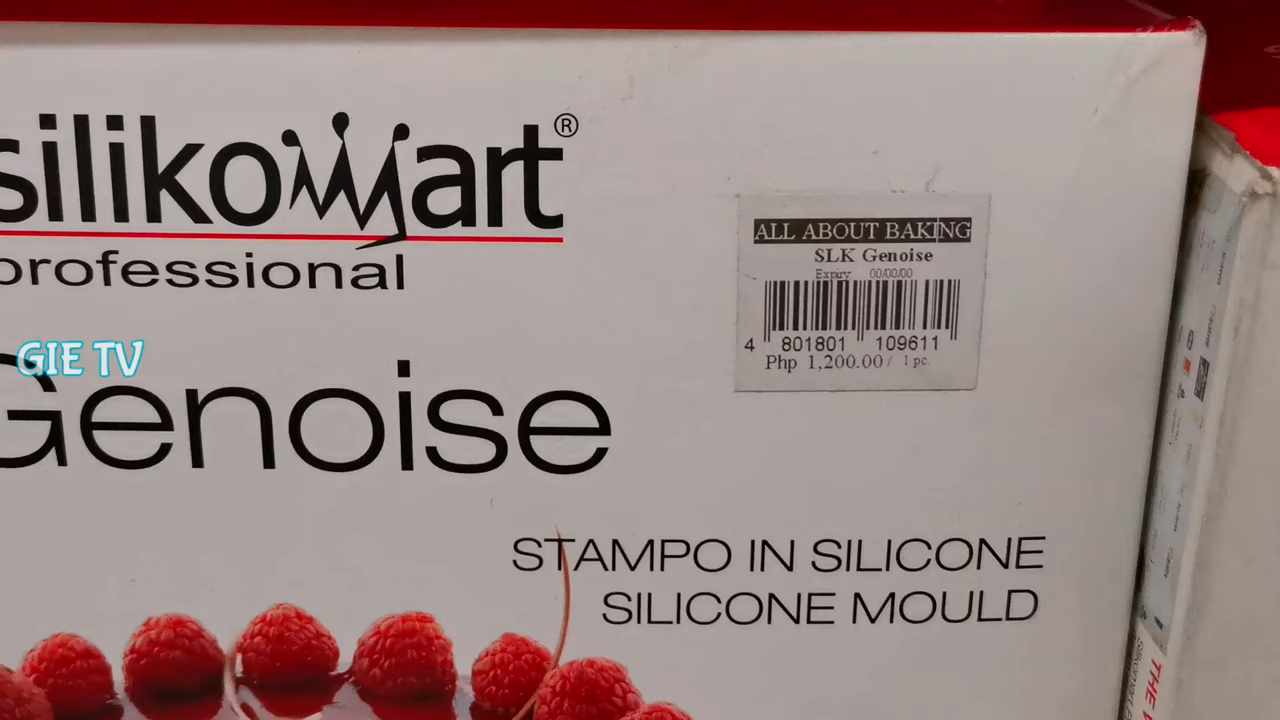 silikomart®
professional
GIE TV
Genoise
ALL ABOUT BAKING
SLK Genoise
Expiry 00/00/00
4 801801 109611
Php 1,200.00 / 1 pc.
STAMPO IN SILICONE
SILICONE MOULD
THE